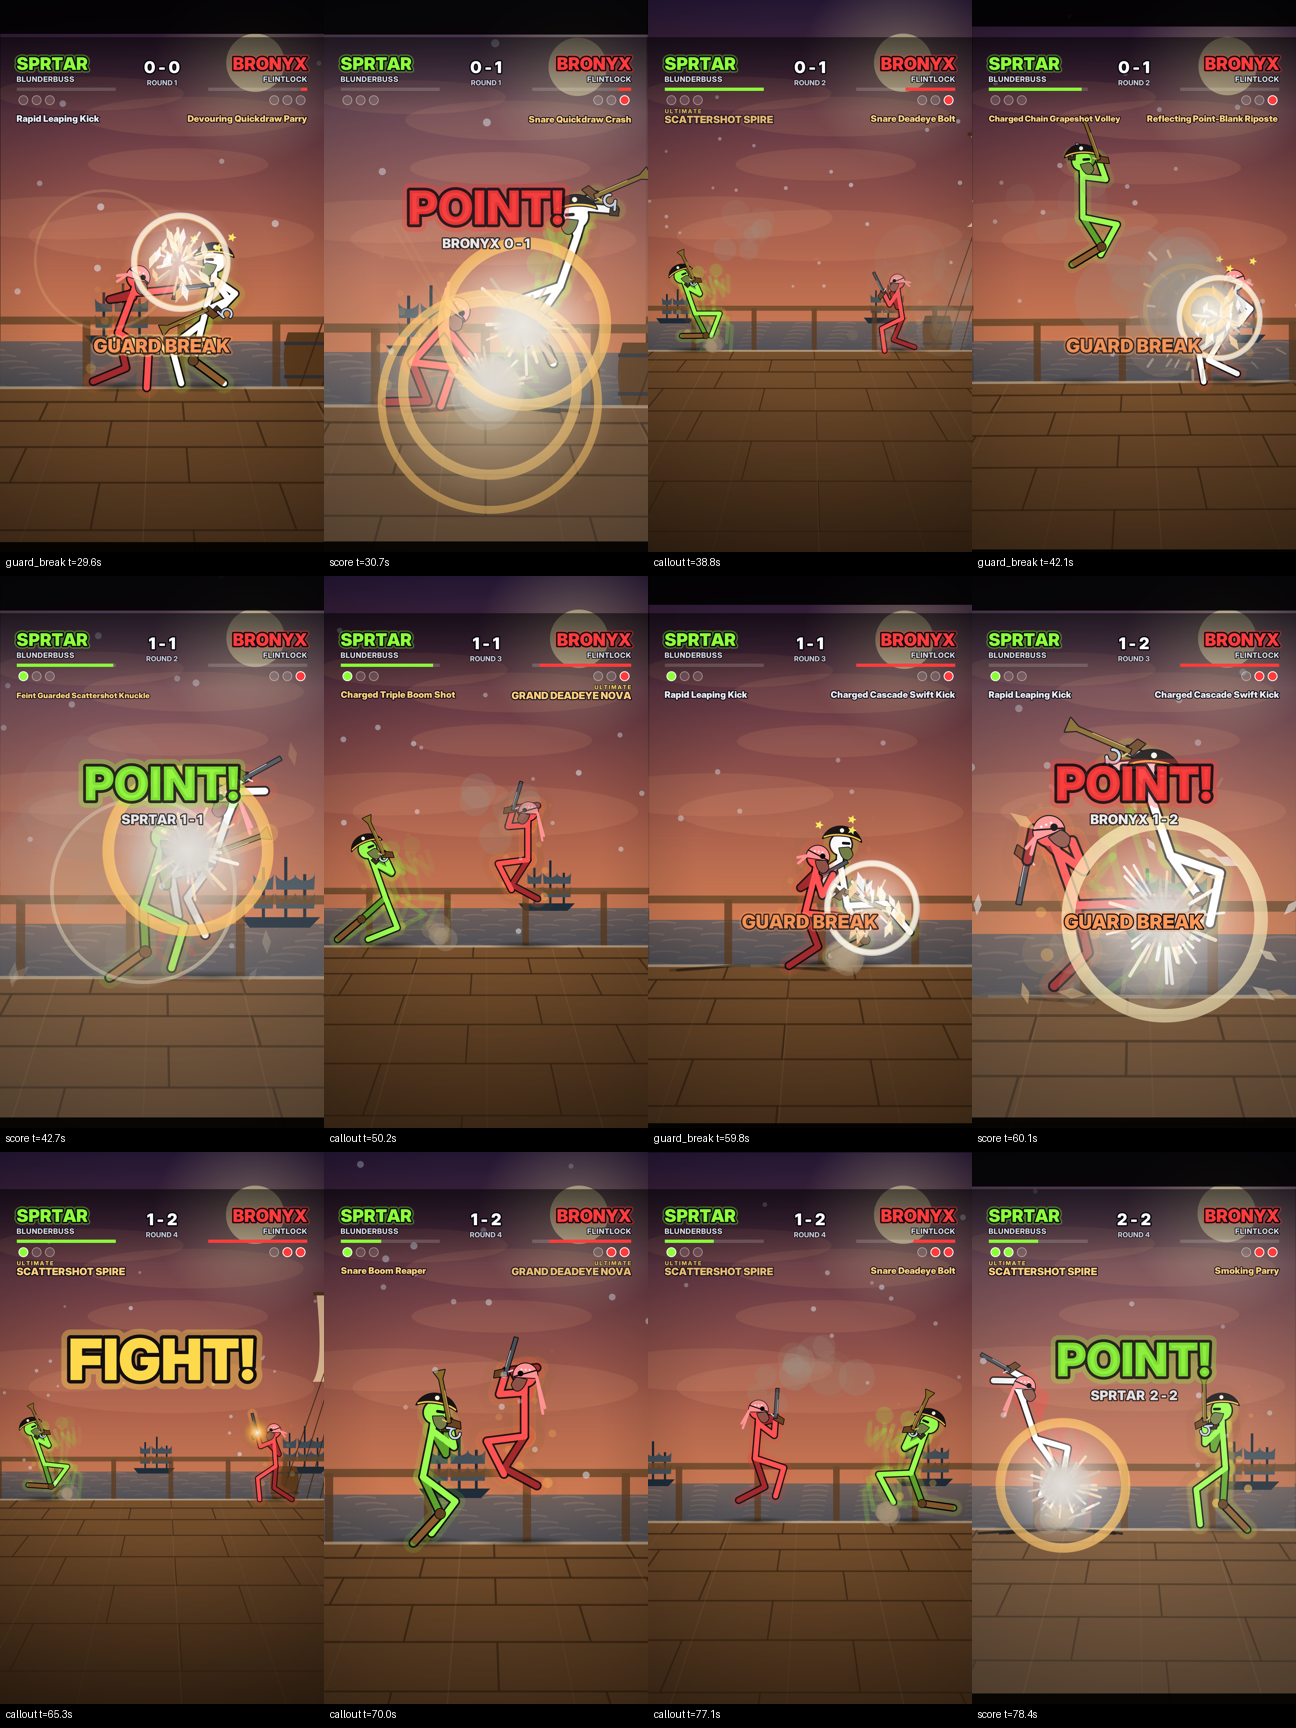 SPRTAR
BLUNDERBUSS
0-0
ROUND 1
BRONYX
FLINTLOCK
Rapid Leaping Kick
Devouring Quickdraw Parry
GUARD BREAK
guard_break t=29.6s
SPRTAR
BLUNDERBUSS
0-1
ROUND 1
BRONYX
FLINTLOCK
Snare Quickdraw Crash
POINT!
BRONYX 0-1
score t=30.7s
SPRTAR
BLUNDERBUSS
0-1
ROUND 2
BRONYX
FLINTLOCK
ULTIMATE
SCATTERSHOT SPIRE
Snare Deadeye Bolt
callout t=38.8s
SPRTAR
BLUNDERBUSS
0-1
ROUND 2
BRONYX
FLINTLOCK
Charged Chain Grapeshot Volley
Reflecting Point-Blank Riposte
GUARD BREAK
guard_break t=42.1s
SPRTAR
BLUNDERBUSS
1-1
ROUND 2
BRONYX
FLINTLOCK
Feint Guarded Scattershot Knuckle
POINT!
SPRTAR 1-1
score t=42.7s
SPRTAR
BLUNDERBUSS
1-1
ROUND 3
BRONYX
FLINTLOCK
Charged Triple Boom Shot
ULTIMATE
GRAND DEADEYE NOVA
callout t=50.2s
SPRTAR
BLUNDERBUSS
1-1
ROUND 3
BRONYX
FLINTLOCK
Rapid Leaping Kick
Charged Cascade Swift Kick
GUARD BREAK
guard_break t=59.8s
SPRTAR
BLUNDERBUSS
1-2
ROUND 3
BRONYX
FLINTLOCK
Rapid Leaping Kick
Charged Cascade Swift Kick
POINT!
BRONYX 1-2
GUARD BREAK
score t=60.1s
SPRTAR
BLUNDERBUSS
1-2
ROUND 4
BRONYX
FLINTLOCK
ULTIMATE
SCATTERSHOT SPIRE
FIGHT!
callout t=65.3s
SPRTAR
BLUNDERBUSS
1-2
ROUND 4
BRONYX
FLINTLOCK
Snare Boom Reaper
ULTIMATE
GRAND DEADEYE NOVA
callout t=70.0s
SPRTAR
BLUNDERBUSS
1-2
ROUND 4
BRONYX
FLINTLOCK
ULTIMATE
SCATTERSHOT SPIRE
Snare Deadeye Bolt
callout t=77.1s
SPRTAR
BLUNDERBUSS
2-2
ROUND 4
BRONYX
FLINTLOCK
ULTIMATE
SCATTERSHOT SPIRE
Smoking Parry
POINT!
SPRTAR 2-2
score t=78.4s